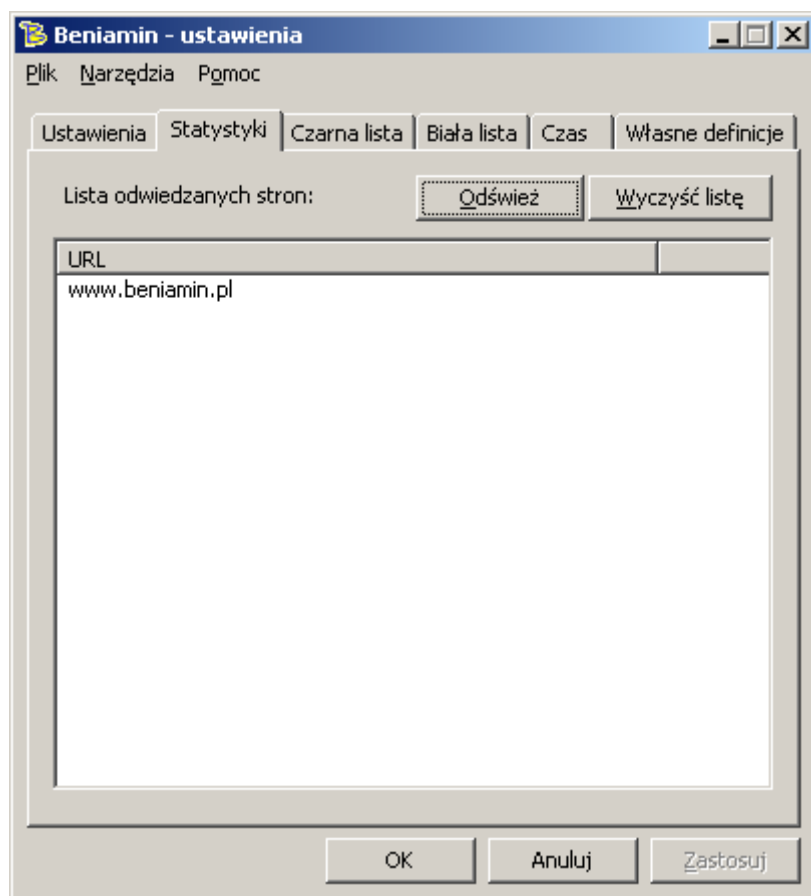 Beniamin - ustawienia
Plik Narzędzia Pomoc
Ustawienia Statystyki Czarna lista Biała lista Czas Własne definicje
Lista odwiedzanych stron: Odśwież Wyczyść listę
URL
www.beniamin.pl
OK Anuluj Zastosuj